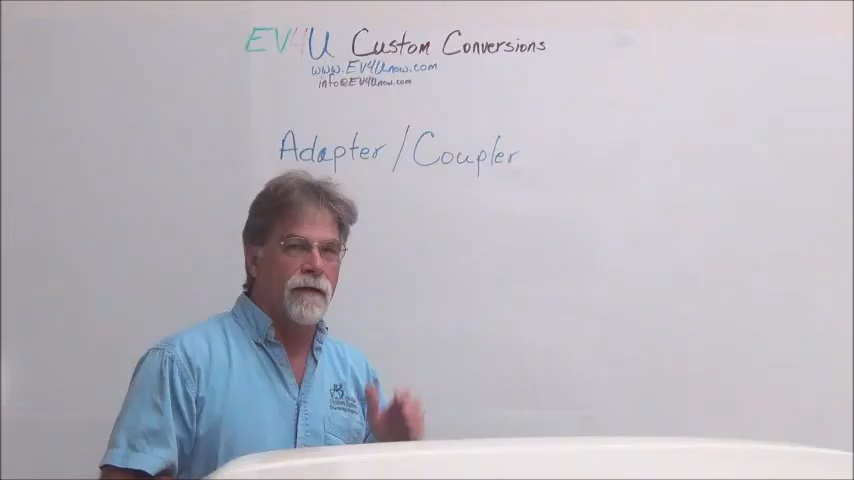 EV4U Custom Conversions
www.EV4Unow.com
info@EV4Unow.com
Adapter/Coupler